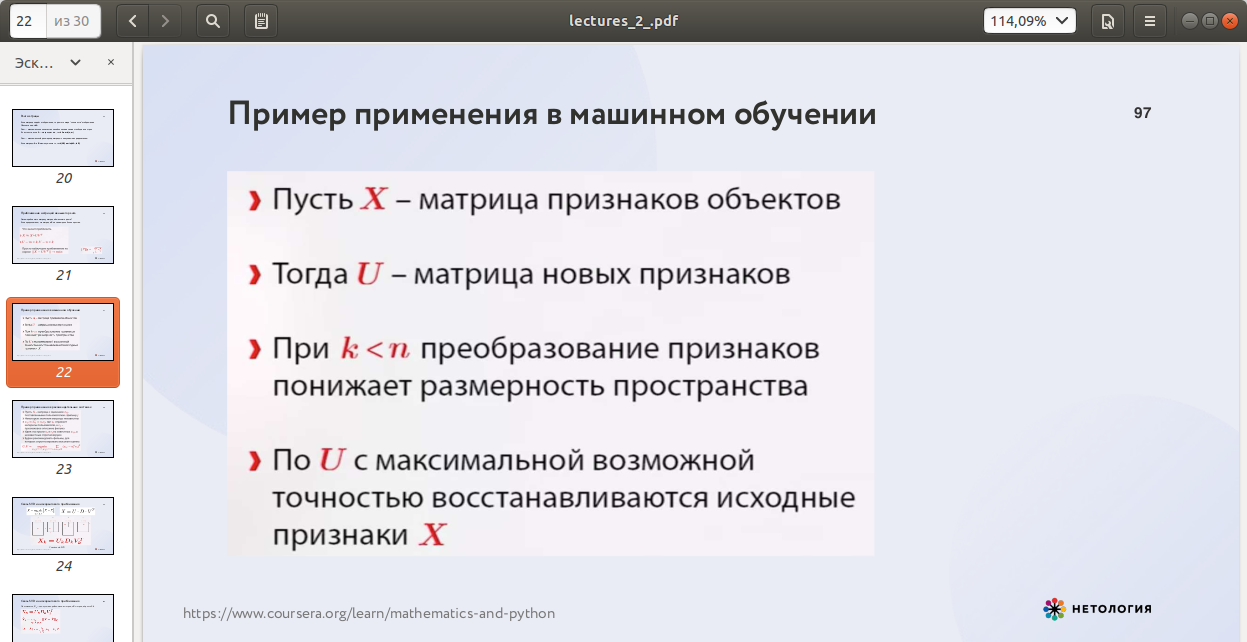 22 из 30
lectures_2_.pdf
114,09%
Эск...
20
21
22
23
24
Пример применения в машинном обучении
97
Пусть X – матрица признаков объектов
Тогда U – матрица новых признаков
При k < n преобразование признаков
понижает размерность пространства
По U с максимальной возможной
точностью восстанавливаются исходные
признаки X
https://www.coursera.org/learn/mathematics-and-python
НЕТОЛОГИЯ